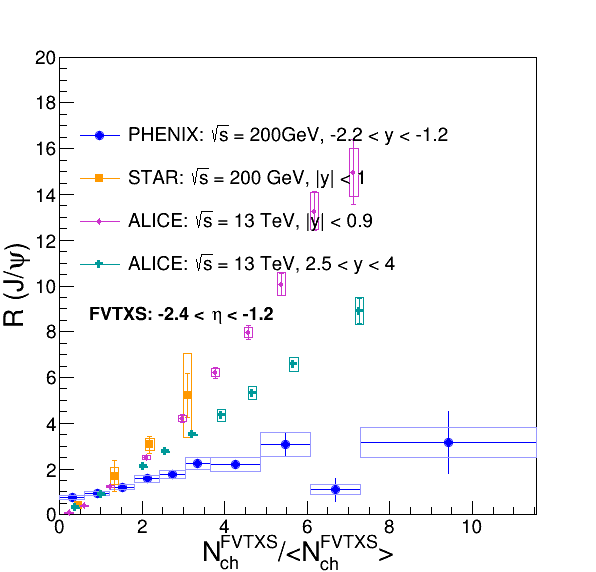 20
18
16
14
12
10
8
6
4
2
0
R (J/ψ)
PHENIX: √s = 200GeV, -2.2 < y < -1.2
STAR: √s = 200 GeV, |y| < 1
ALICE: √s = 13 TeV, |y| < 0.9
ALICE: √s = 13 TeV, 2.5 < y < 4
FVTXS: -2.4 < η < -1.2
0 2 4 6 8 10
N_ch^FVTXS/<N_ch^FVTXS>